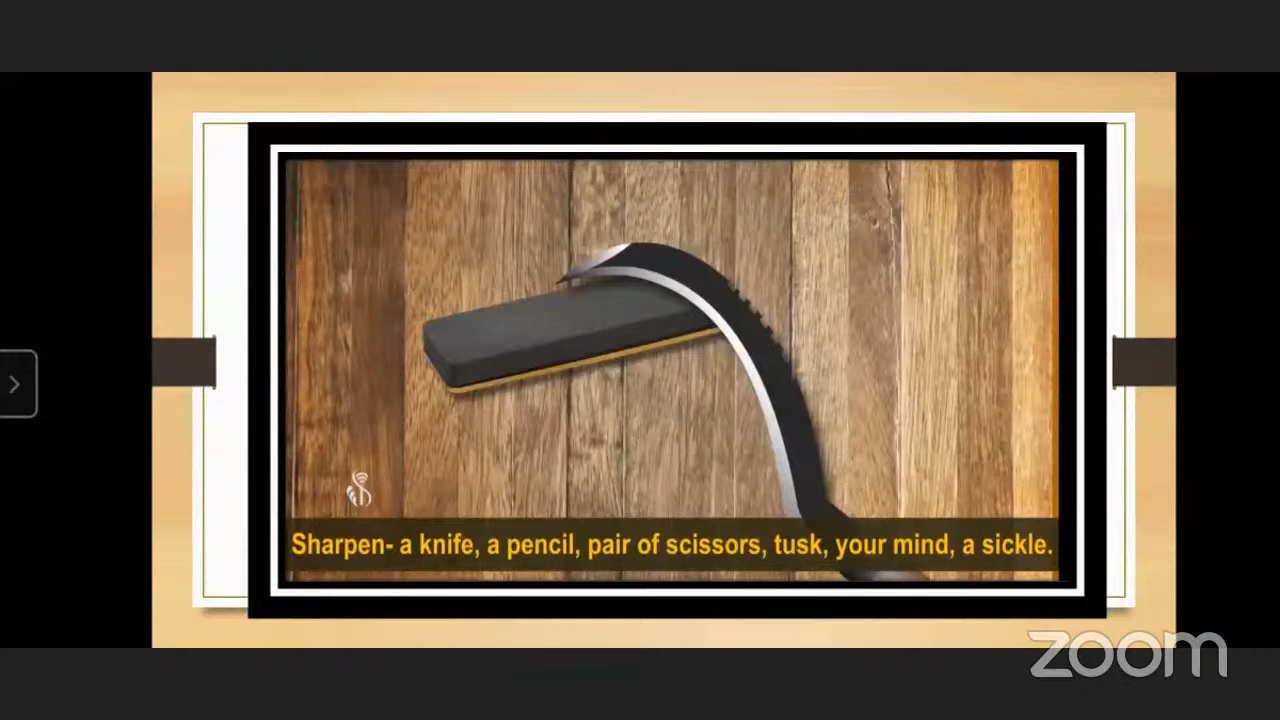 Sharpen- a knife, a pencil, pair of scissors, tusk, your mind, a sickle.
zoom